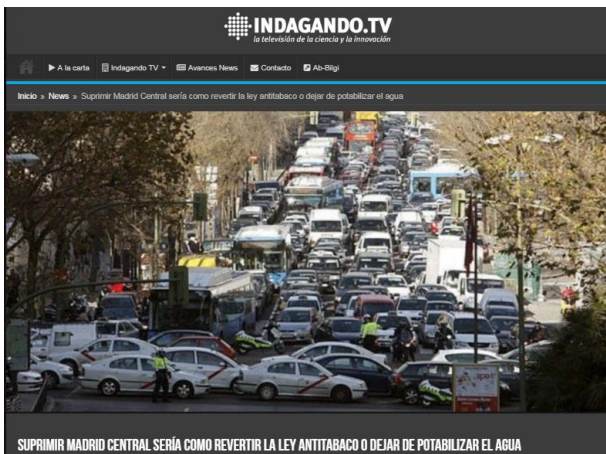 INDAGANDO.TV
la televisión de la ciencia y la innovación
A la carta Indagando TV Avances News Contacto Ab-Bilgi
Inicio » News » Suprimir Madrid Central sería como revertir la ley antitabaco o dejar de potabilizar el agua
SUPRIMIR MADRID CENTRAL SERÍA COMO REVERTIR LA LEY ANTITABACO O DEJAR DE POTABILIZAR EL AGUA